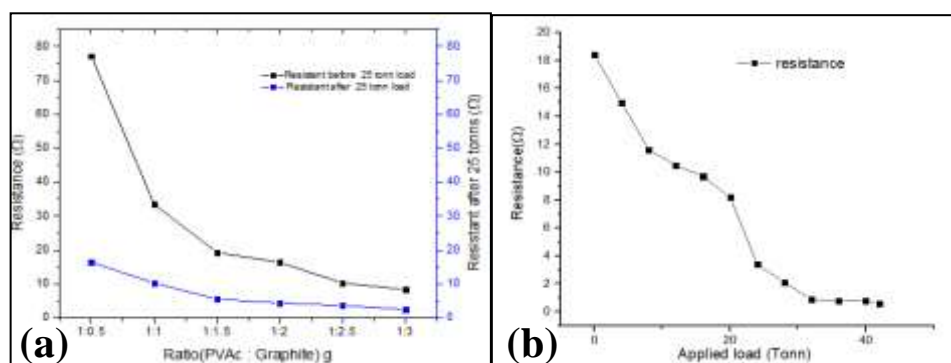 80
70
60
50
40
30
20
10
0
Resistance (Ω)
Resistant before 25 tonn load
Resistant after 25 tonn load
80
70
60
50
40
30
20
10
0
Resistant after 25 tonns (Ω)
1:0.5 1:1 1:1.5 1:2 1:2.5 1:3
Ratio(PVAc : Graphite) g
(a)
20
18
16
14
12
10
8
6
4
2
0
Resistance(Ω)
resistance
0 20 40
Applied load (Tonn)
(b)